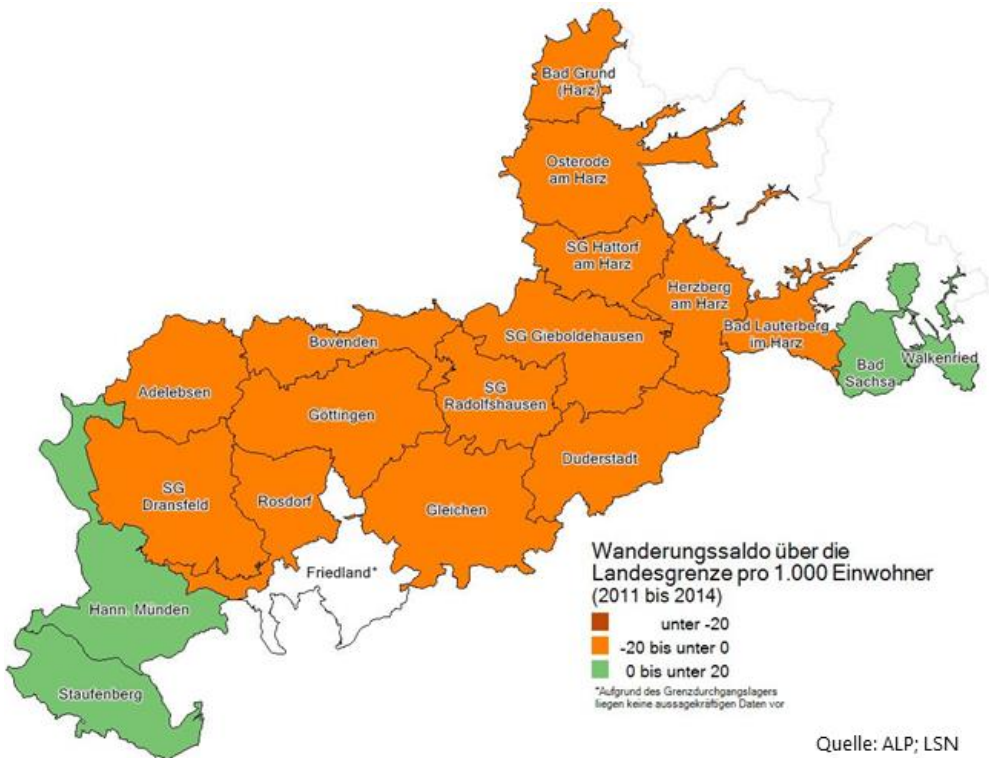 Bad Grund
(Harz)
Osterode
am Harz
SG Hattorf
am Harz
Herzberg
am Harz
SG Gieboldehausen
Bad Lauterberg
im Harz
Bovenden
Walkenried
Bad
Sachsa
Adelebsen
SG
Radolfshausen
Göttingen
Duderstadt
SG
Dransfeld
Rosdorf
Gleichen
Friedland*
Hann. Munden
Staufenberg
Wanderungssaldo über die
Landesgrenze pro 1.000 Einwohner
(2011 bis 2014)
unter -20
-20 bis unter 0
0 bis unter 20
*Aufgrund des Grenzdurchgangslagers
liegen keine aussagekräftigen Daten vor
Quelle: ALP; LSN